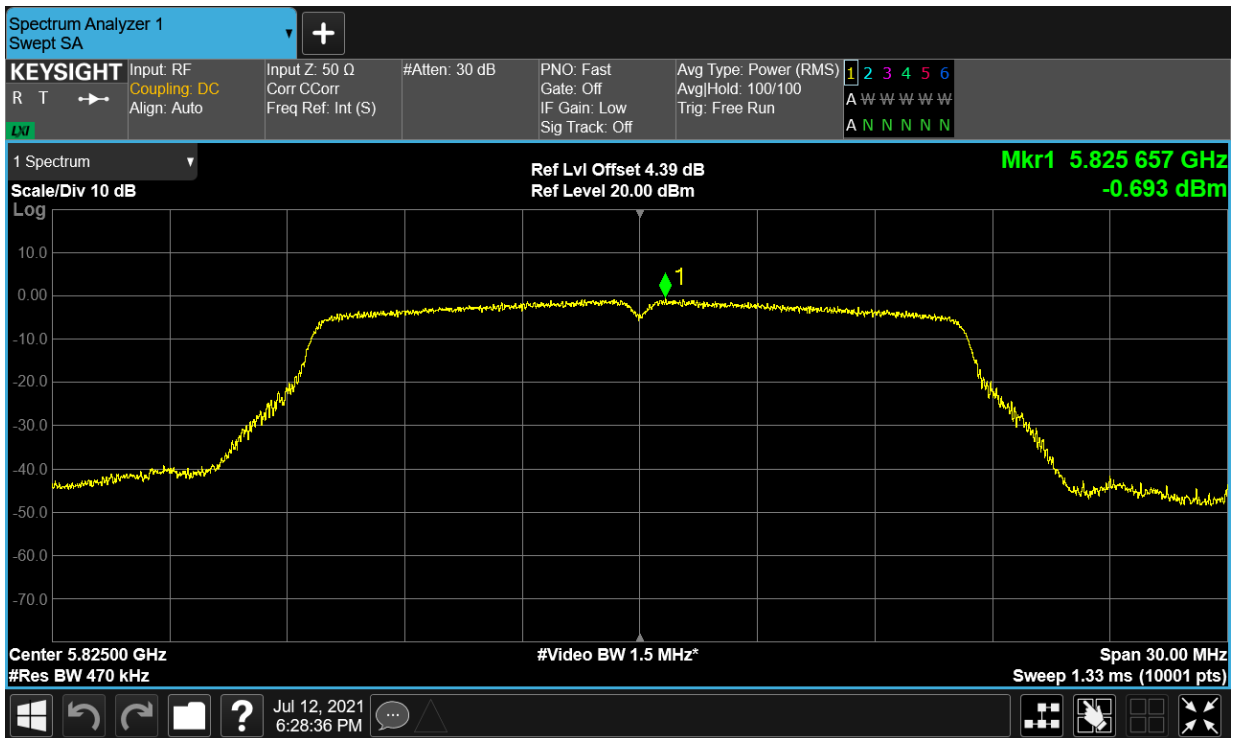 Spectrum Analyzer 1
Swept SA
KEYSIGHT
R T
LXI
Input: RF
Coupling: DC
Align: Auto
Input Z: 50 Ω
Corr CCorr
Freq Ref: Int (S)
#Atten: 30 dB
PNO: Fast
Gate: Off
IF Gain: Low
Sig Track: Off
Avg Type: Power (RMS)
Avg|Hold: 100/100
Trig: Free Run
1 2 3 4 5 6
A W W W W W
A N N N N N
1 Spectrum
Scale/Div 10 dB
Ref Lvl Offset 4.39 dB
Ref Level 20.00 dBm
Mkr1 5.825 657 GHz
-0.693 dBm
Log
10.0
0.00
-10.0
-20.0
-30.0
-40.0
-50.0
-60.0
-70.0
1
Center 5.82500 GHz
#Res BW 470 kHz
#Video BW 1.5 MHz*
Span 30.00 MHz
Sweep 1.33 ms (10001 pts)
?
Jul 12, 2021
6:28:36 PM